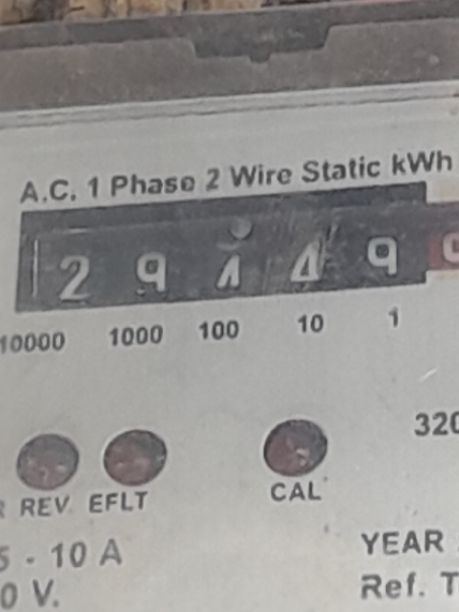 A.C. 1 Phase 2 Wire Static kWh
2 9 4 4 9
10000 1000 100 10 1
320
REV EFLT CAL
5 - 10 A
YEAR
0 V.
Ref. T